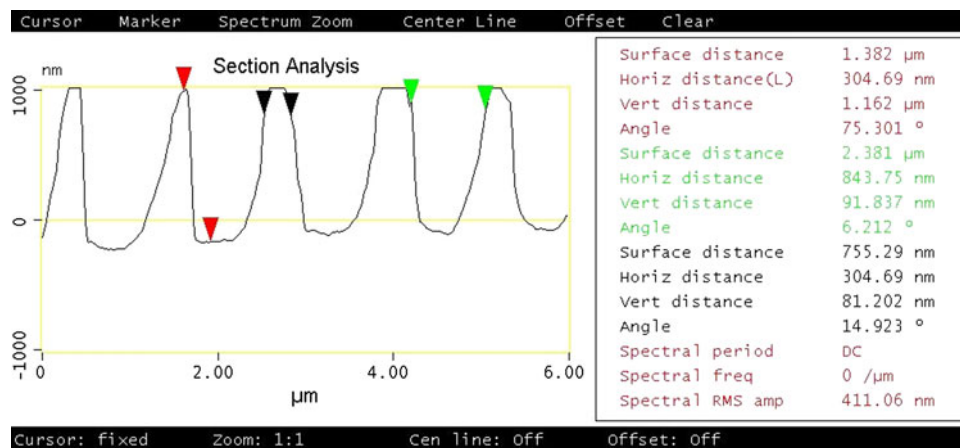 Cursor Marker Spectrum Zoom Center Line Offset Clear
nm
Section Analysis
1000
0
-1000
0 2.00 4.00 6.00
µm
Surface distance 1.382 µm
Horiz distance(L) 304.69 nm
Vert distance 1.162 µm
Angle 75.301 º
Surface distance 2.381 µm
Horiz distance 843.75 nm
Vert distance 91.837 nm
Angle 6.212 º
Surface distance 755.29 nm
Horiz distance 304.69 nm
Vert distance 81.202 nm
Angle 14.923 º
Spectral period DC
Spectral freq 0 /µm
Spectral RMS amp 411.06 nm
Cursor: fixed Zoom: 1:1 Cen line: Off Offset: Off